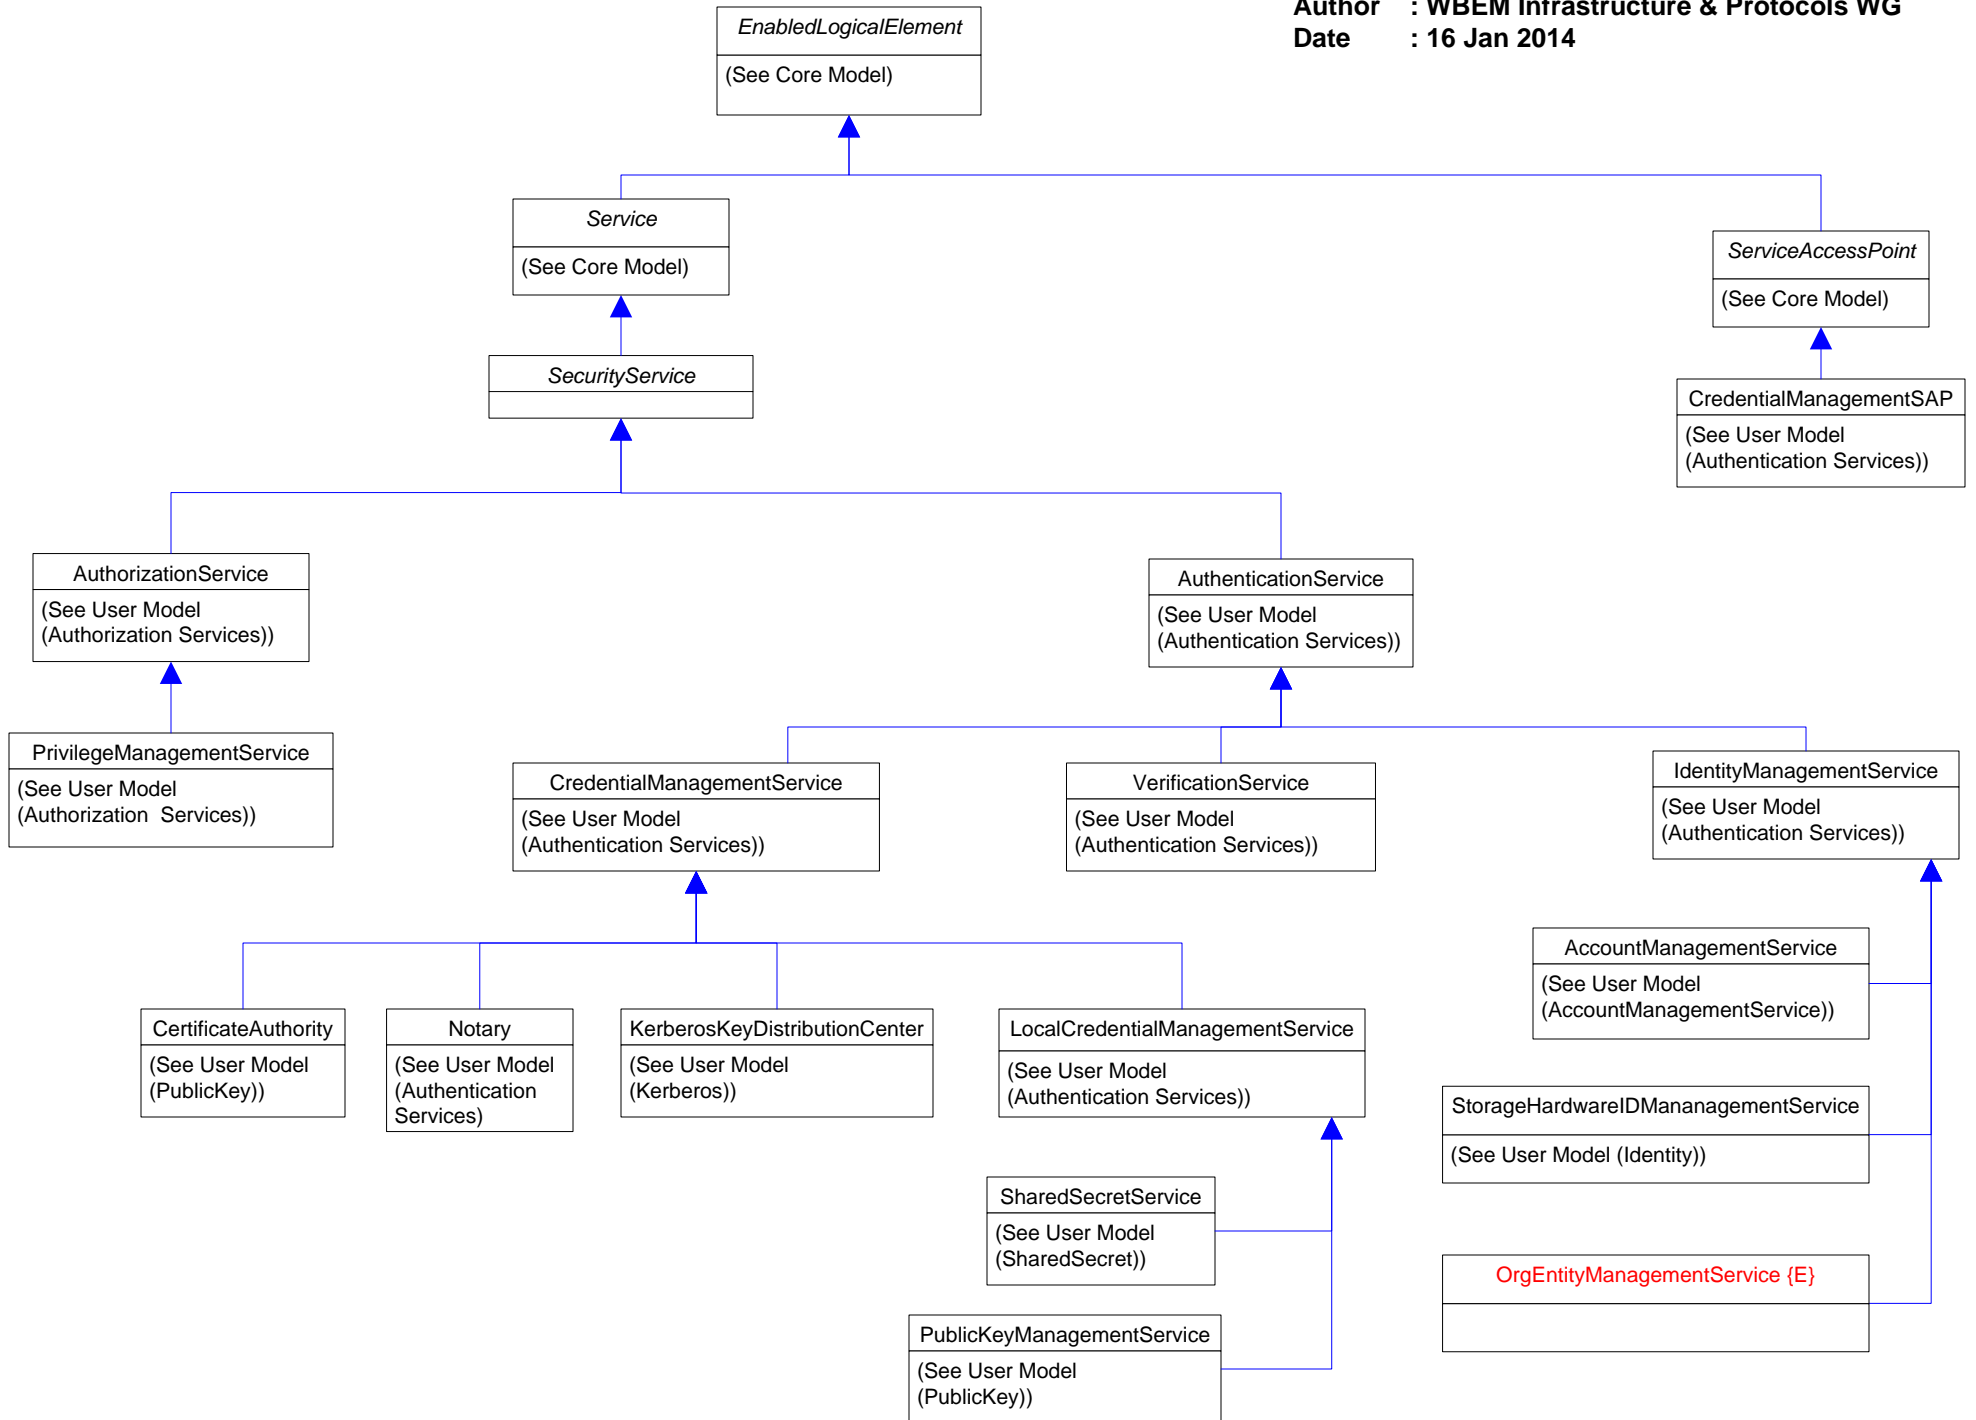 Author : WBEM Infrastructure & Protocols WG
Date : 16 Jan 2014
EnabledLogicalElement
(See Core Model)
Service
(See Core Model)
ServiceAccessPoint
(See Core Model)
SecurityService
CredentialManagementSAP
(See User Model
(Authentication Services))
AuthorizationService
(See User Model
(Authorization Services))
AuthenticationService
(See User Model
(Authentication Services))
PrivilegeManagementService
(See User Model
(Authorization  Services))
CredentialManagementService
(See User Model
(Authentication Services))
VerificationService
(See User Model
(Authentication Services))
IdentityManagementService
(See User Model
(Authentication Services))
AccountManagementService
(See User Model
(AccountManagementService))
CertificateAuthority
(See User Model
(PublicKey))
Notary
(See User Model
(Authentication
Services)
KerberosKeyDistributionCenter
(See User Model
(Kerberos))
LocalCredentialManagementService
(See User Model
(Authentication Services))
StorageHardwareIDMananagementService
(See User Model (Identity))
SharedSecretService
(See User Model
(SharedSecret))
OrgEntityManagementService {E}
PublicKeyManagementService
(See User Model
(PublicKey))